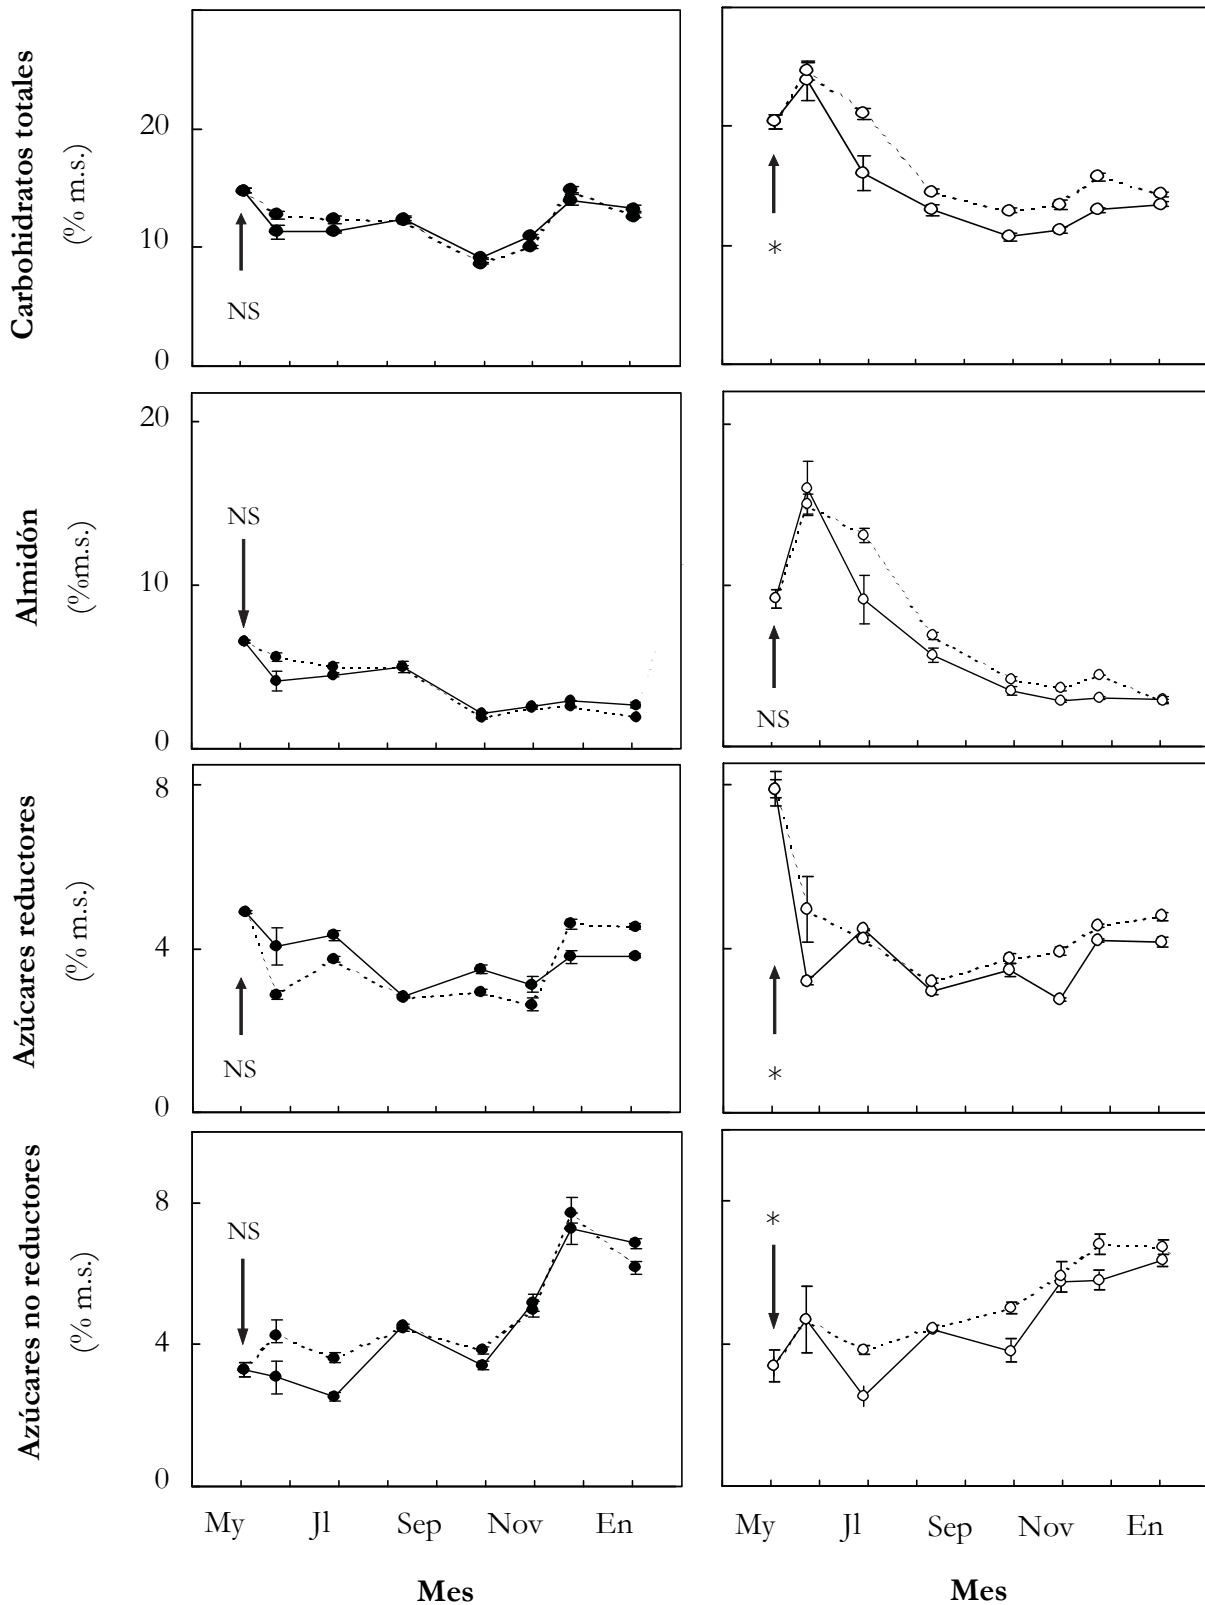 Carbohidratos totales
(% m.s.)
20
10
0
NS
*
Almidón
(%m.s.)
20
10
0
NS
NS
Azúcares reductores
(% m.s.)
8
4
0
NS
*
Azúcares no reductores
(% m.s.)
8
4
0
NS
*
My Jl Sep Nov En
My Jl Sep Nov En
Mes
Mes